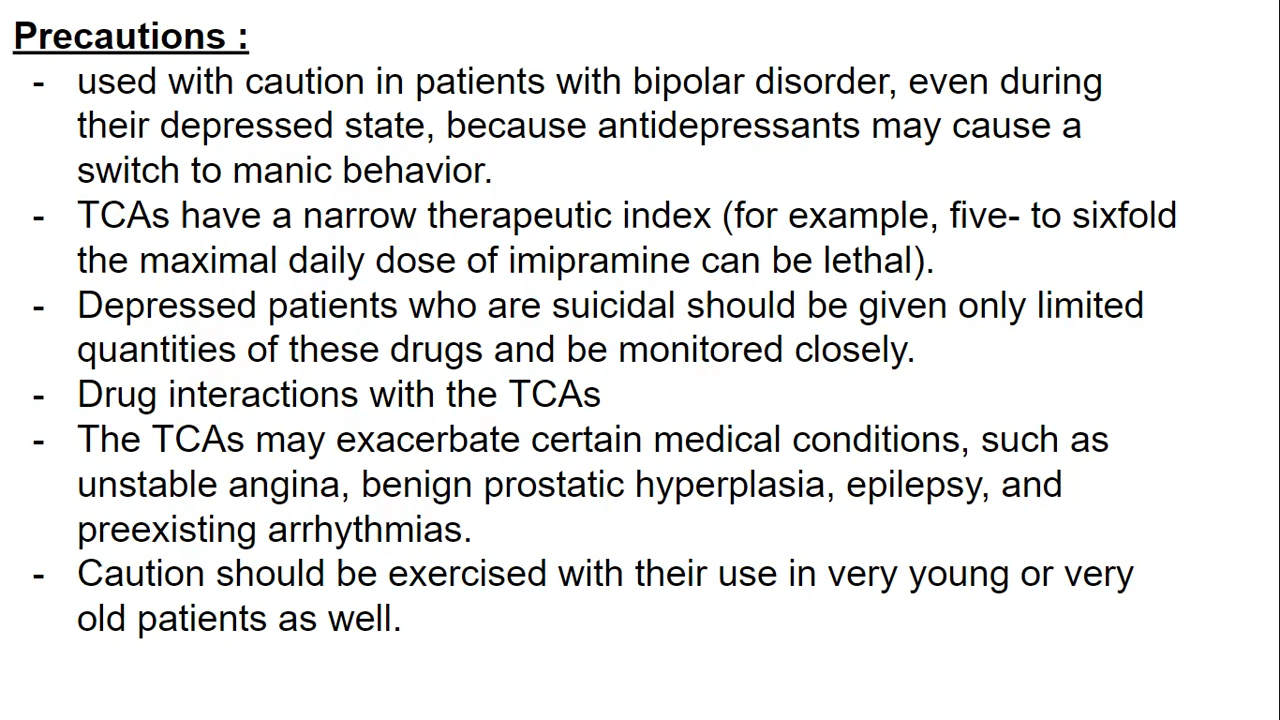 Precautions :
- used with caution in patients with bipolar disorder, even during
their depressed state, because antidepressants may cause a
switch to manic behavior.
- TCAs have a narrow therapeutic index (for example, five- to sixfold
the maximal daily dose of imipramine can be lethal).
- Depressed patients who are suicidal should be given only limited
quantities of these drugs and be monitored closely.
- Drug interactions with the TCAs
- The TCAs may exacerbate certain medical conditions, such as
unstable angina, benign prostatic hyperplasia, epilepsy, and
preexisting arrhythmias.
- Caution should be exercised with their use in very young or very
old patients as well.